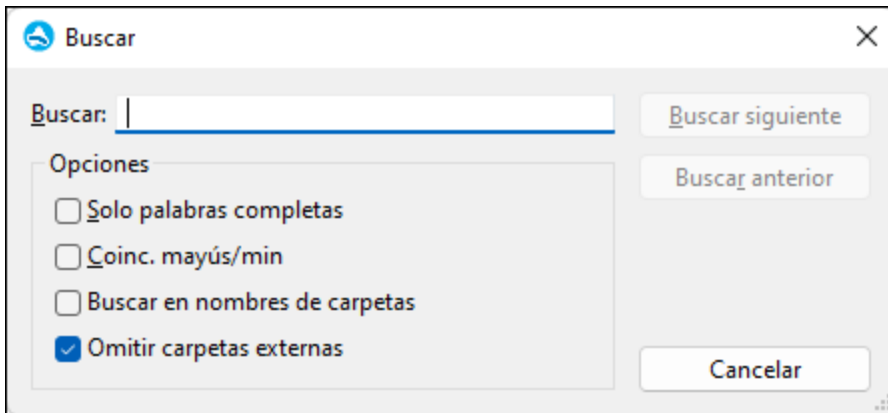 Buscar
Buscar:
Buscar siguiente
Opciones
Buscar anterior
Solo palabras completas
Coinc. mayús/min
Buscar en nombres de carpetas
Omitir carpetas externas
Cancelar